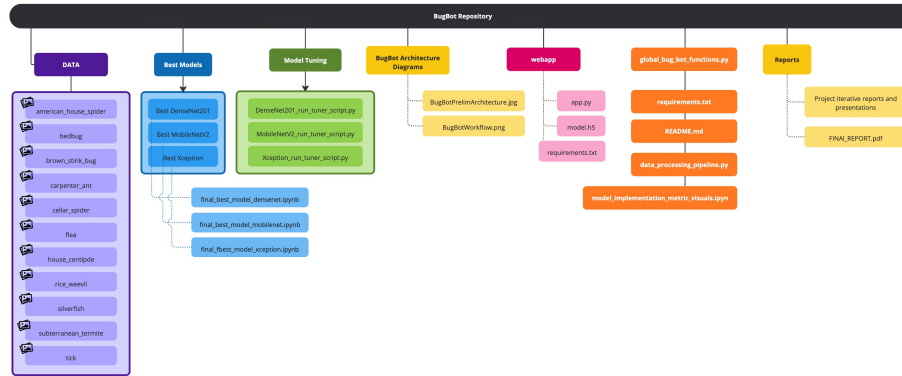 BugBot Repository
DATA
american_house_spider
bedbug
brown_stink_bug
carpenter_ant
cellar_spider
flea
house_centipde
rice_weevil
silverfish
subterranean_termite
tick
Best Models
Best DenseNet201
Best MobileNetV2
Best Xception
final_best_model_densenet.ipynb
final_best_model_mobilenet.ipynb
final_fbest_model_xception.ipynb
Model Tuning
DenseNet201_run_tuner_script.py
MobileNetV2_run_tuner_script.py
Xception_run_tuner_script.py
BugBot Architecture
Diagrams
BugBotPrelimArchitecture.jpg
BugBotWorkflow.png
webapp
app.py
model.h5
requirements.txt
global_bug_bot_functions.py
requirements.txt
README.md
data_processing_pipeline.py
model_implementation_metric_visuals.ipyn
Reports
Project iterative reports and
presentations
FINAl_REPORT.pdf